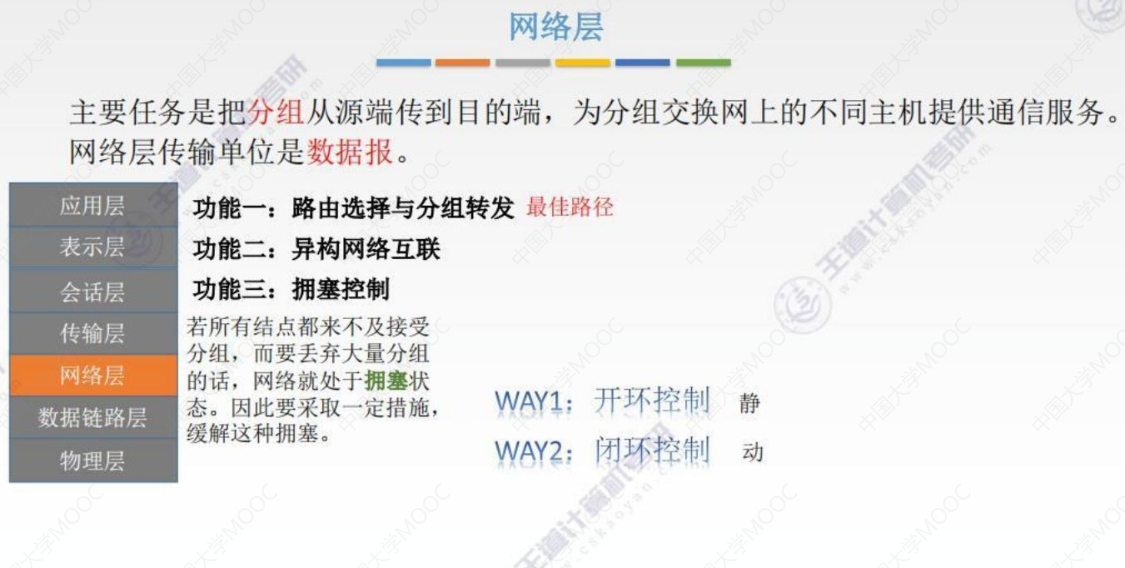 网络层
主要任务是把分组从源端传到目的端，为分组交换网上的不同主机提供通信服务。
网络层传输单位是数据报。
应用层
表示层
会话层
传输层
网络层
数据链路层
物理层
功能一：路由选择与分组转发 最佳路径
功能二：异构网络互联
功能三：拥塞控制
若所有结点都来不及接受
分组，而要丢弃大量分组
的话，网络就处于拥塞状
态。因此要采取一定措施，
缓解这种拥塞。
WAY1：开环控制 静
WAY2：闭环控制 动
中国大学MOOC
王道计算机考研
www.cskaoyan.com